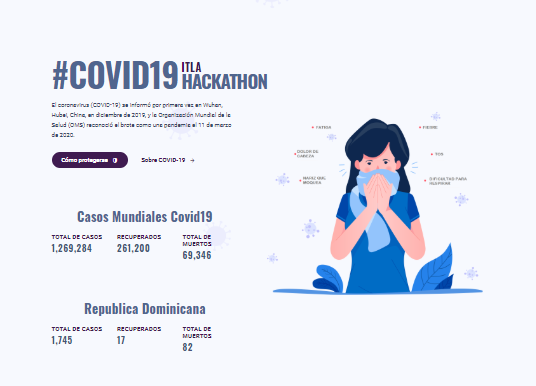 #COVID19 ITLA
HACKATHON
El coronavirus (COVID-19) se informó por primera vez en Wuhan,
Hubei, China, en diciembre de 2019, y la Organización Mundial de la
Salud (OMS) reconoció el brote como una pandemia el 11 de marzo
de 2020.
Cómo protegerse
Sobre COVID-19 →
FATIGA
FIEBRE
DOLOR DE
CABEZA
TOS
NARIZ QUE
MOQUEA
DIFICULTAD PARA
RESPIRAR
Casos Mundiales Covid19
TOTAL DE CASOS RECUPERADOS TOTAL DE
MUERTOS
1,269,284 261,200 69,346
Republica Dominicana
TOTAL DE CASOS RECUPERADOS TOTAL DE
MUERTOS
1,745 17 82